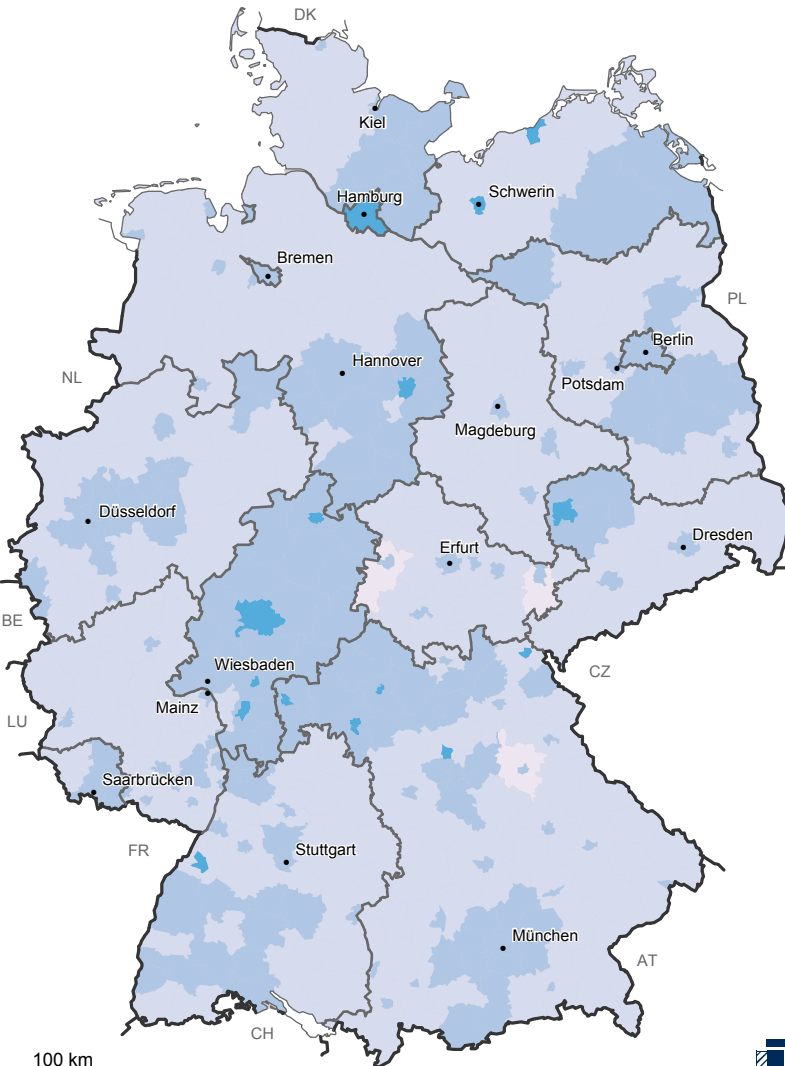 DK
Kiel
Hamburg
Schwerin
Bremen
PL
Berlin
Hannover
NL
Potsdam
Magdeburg
Düsseldorf
Dresden
Erfurt
BE
Wiesbaden
CZ
Mainz
LU
Saarbrücken
FR
Stuttgart
München
AT
CH
100 km